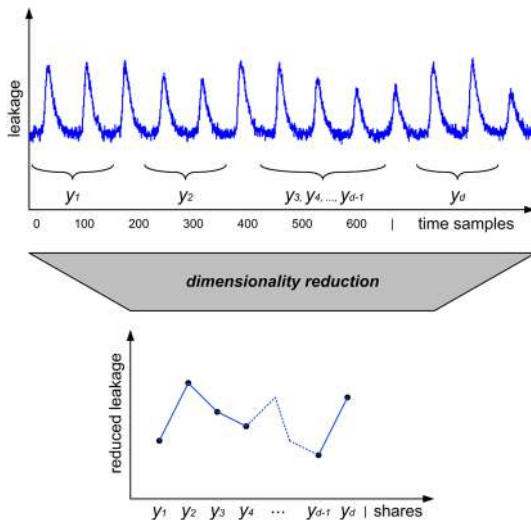 leakage
y1 y2 y3, y4, ..., yd-1 yd
0 100 200 300 400 500 600 | time samples
dimensionality reduction
reduced leakage
y1 y2 y3 y4 ... yd-1 yd | shares